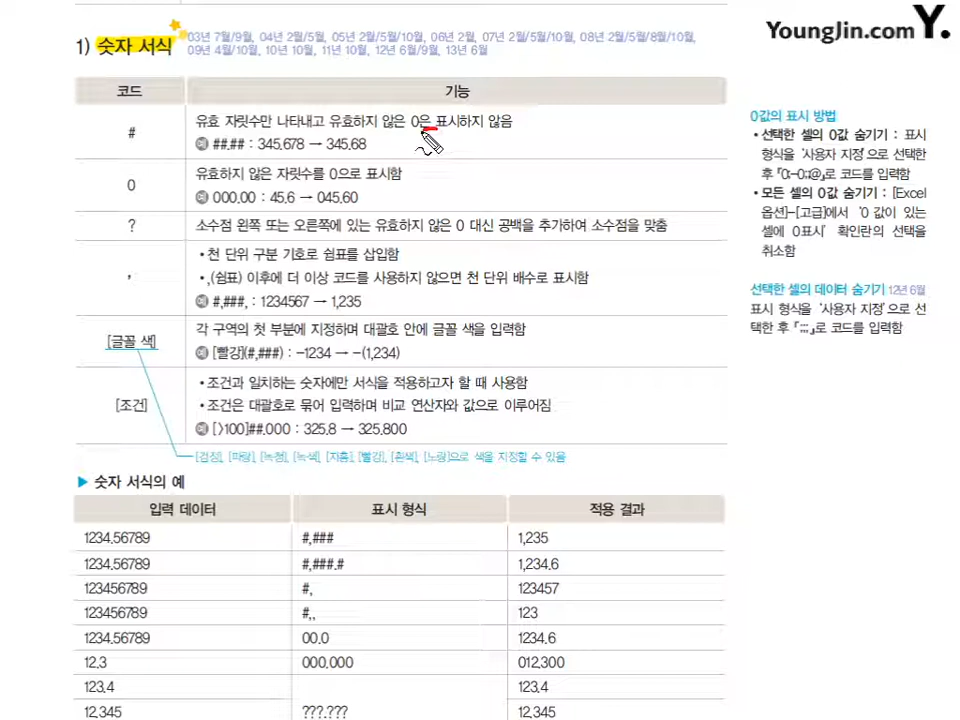 YoungJin.com Y.
1) 숫자 서식 03년 7월/9월, 04년 2월/5월, 05년 2월/5월/10월, 06년 2월, 07년 2월/5월/10월, 08년 2월/5월/8월/10월,
09년 4월/10월, 10년 10월, 11년 10월, 12년 6월/9월, 13년 6월
코드 기능
# 유효 자릿수만 나타내고 유효하지 않은 0은 표시하지 않음
예 ##.## : 345.678 → 345.68
0 유효하지 않은 자릿수를 0으로 표시함
예 000.00 : 45.6 → 045.60
? 소수점 왼쪽 또는 오른쪽에 있는 유효하지 않은 0 대신 공백을 추가하여 소수점을 맞춤
, •천 단위 구분 기호로 쉼표를 삽입함
•,(쉼표) 이후에 더 이상 코드를 사용하지 않으면 천 단위 배수로 표시함
예 #,###, : 1234567 → 1,235
[글꼴 색] 각 구역의 첫 부분에 지정하며 대괄호 안에 글꼴 색을 입력함
예 [빨강](#,###) : -1234 → -(1,234)
[조건] •조건과 일치하는 숫자에만 서식을 적용하고자 할 때 사용함
•조건은 대괄호로 묶어 입력하며 비교 연산자와 값으로 이루어짐
예 [>100]##.000 : 325.8 → 325.800
[검정], [파랑], [녹청], [녹색], [자홍], [빨강], [흰색], [노랑]으로 색을 지정할 수 있음
▶ 숫자 서식의 예
입력 데이터 표시 형식 적용 결과
1234.56789 #,### 1,235
1234.56789 #,###.# 1,234.6
123456789 #, 123457
123456789 #,, 123
1234.56789 00.0 1234.6
12.3 000.000 012.300
123.4 123.4
12.345 ???.??? 12.345
0값의 표시 방법
•선택한 셀의 0값 숨기기 : 표시
형식을 '사용자 지정'으로 선택한
후 『0;-0;;@』로 코드를 입력함
•모든 셀의 0값 숨기기 : [Excel
옵션]-[고급]에서 '0 값이 있는
셀에 0표시' 확인란의 선택을
취소함
선택한 셀의 데이터 숨기기 12년 6월
표시 형식을 '사용자 지정'으로 선
택한 후 『;;;』로 코드를 입력함